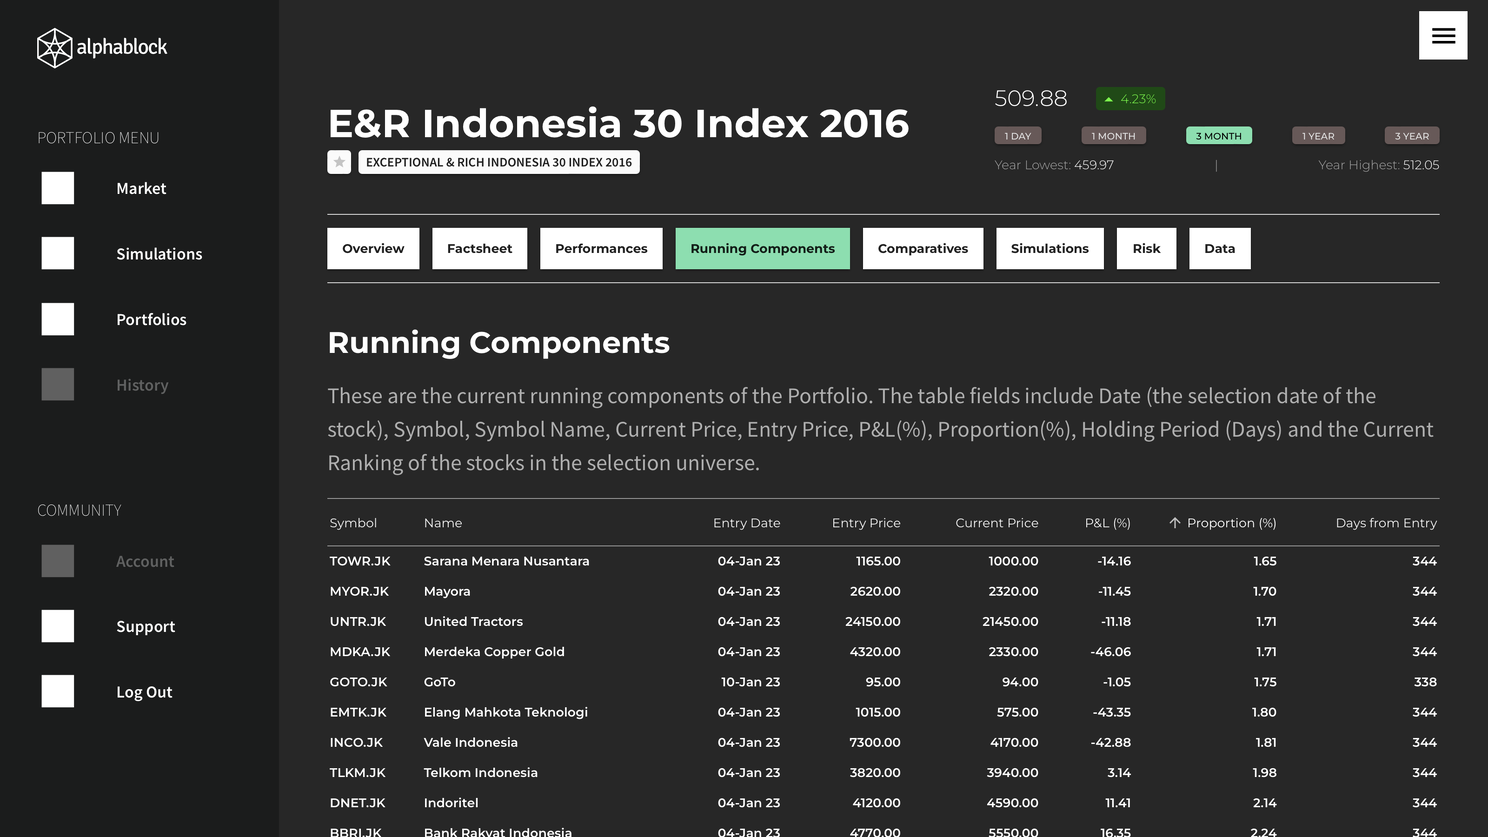 alphablock
PORTFOLIO MENU
Market
Simulations
Portfolios
History
COMMUNITY
Account
Support
Log Out
E&R Indonesia 30 Index 2016
EXCEPTIONAL & RICH INDONESIA 30 INDEX 2016
509.88 4.23%
1 DAY 1 MONTH 3 MONTH 1 YEAR 3 YEAR
Year Lowest: 459.97 | Year Highest: 512.05
Overview Factsheet Performances Running Components Comparatives Simulations Risk Data
Running Components
These are the current running components of the Portfolio. The table fields include Date (the selection date of the
stock), Symbol, Symbol Name, Current Price, Entry Price, P&L(%), Proportion(%), Holding Period (Days) and the Current
Ranking of the stocks in the selection universe.
Symbol Name Entry Date Entry Price Current Price P&L (%) ↑ Proportion (%) Days from Entry
TOWR.JK Sarana Menara Nusantara 04-Jan 23 1165.00 1000.00 -14.16 1.65 344
MYOR.JK Mayora 04-Jan 23 2620.00 2320.00 -11.45 1.70 344
UNTR.JK United Tractors 04-Jan 23 24150.00 21450.00 -11.18 1.71 344
MDKA.JK Merdeka Copper Gold 04-Jan 23 4320.00 2330.00 -46.06 1.71 344
GOTO.JK GoTo 10-Jan 23 95.00 94.00 -1.05 1.75 338
EMTK.JK Elang Mahkota Teknologi 04-Jan 23 1015.00 575.00 -43.35 1.80 344
INCO.JK Vale Indonesia 04-Jan 23 7300.00 4170.00 -42.88 1.81 344
TLKM.JK Telkom Indonesia 04-Jan 23 3820.00 3940.00 3.14 1.98 344
DNET.JK Indoritel 04-Jan 23 4120.00 4590.00 11.41 2.14 344
BBRI.JK Bank Rakyat Indonesia 04-Jan 23 4770.00 5550.00 16.35 2.24 344